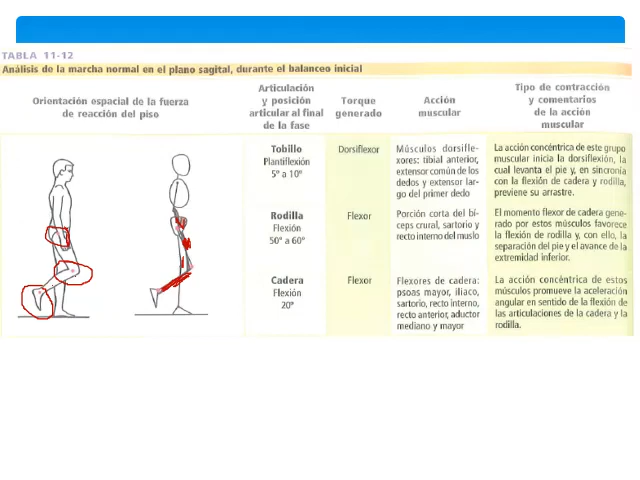 TABLA 11-12
Análisis de la marcha normal en el plano sagital, durante el balanceo inicial
Orientación espacial de la fuerza
de reacción del piso
Articulación
y posición
articular al final
de la fase
Torque
generado
Acción
muscular
Tipo de contracción
y comentarios
de la acción
muscular
Tobillo
Plantiflexión
5º a 10º
Dorsiflexor
Músculos dorsifle-
xores: tibial anterior,
extensor común de los
dedos y extensor lar-
go del primer dedo
La acción concéntrica de este grupo
muscular inicia la dorsiflexión, la
cual levanta el pie y, en sincronía
con la flexión de cadera y rodilla,
previene su arrastre.
Rodilla
Flexión
50º a 60º
Flexor
Porción corta del bí-
ceps crural, sartorio y
recto interno del muslo
El momento flexor de cadera gene-
rado por estos músculos favorece
la flexión de rodilla y, con ello, la
separación del pie y el avance de la
extremidad inferior.
Cadera
Flexión
20º
Flexor
Flexores de cadera:
psoas mayor, iliaco,
sartorio, recto interno,
recto anterior, aductor
mediano y mayor
La acción concéntrica de estos
músculos promueve la aceleración
angular en sentido de la flexión de
las articulaciones de la cadera y la
rodilla.